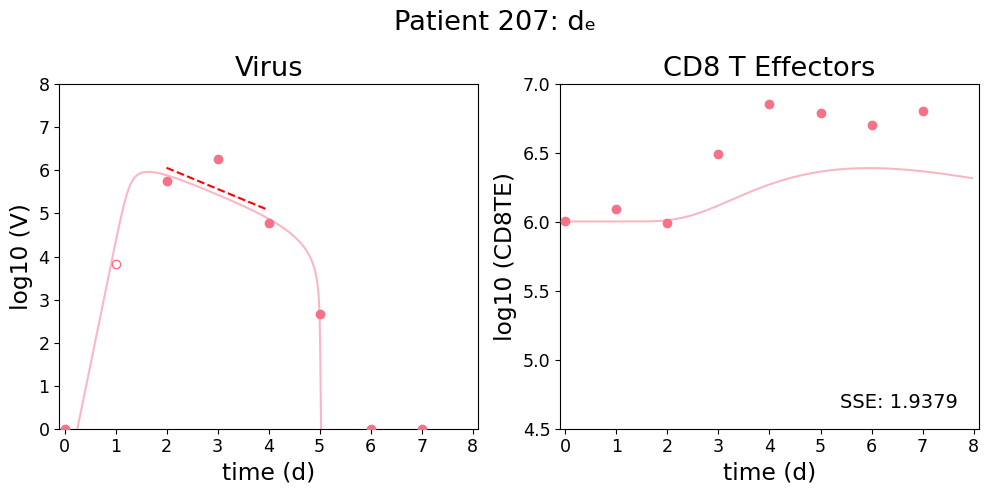 Patient 207: dₑ
Virus
CD8 T Effectors
log10 (V)
8
7
6
5
4
3
2
1
0
0 1 2 3 4 5 6 7 8
time (d)
log10 (CD8TE)
7.0
6.5
6.0
5.5
5.0
4.5
SSE: 1.9379
0 1 2 3 4 5 6 7 8
time (d)